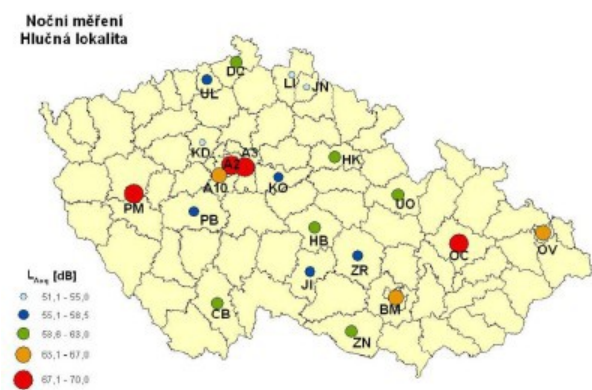 Noční měření
Hlučná lokalita
DC
UL
LI
JN
KD
A2
A3
HK
A10
KO
PM
UO
PB
HB
OC
OV
ZR
JI
BM
CB
ZN
LAeq [dB]
51,1 - 55,0
55,1 - 58,5
58,6 - 63,0
63,1 - 67,0
67,1 - 70,0